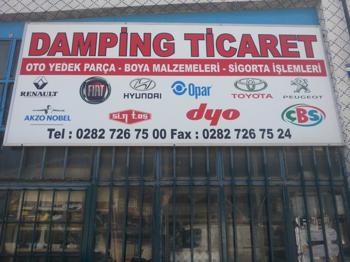 DAMPİNG TİCARET
OTO YEDEK PARÇA - BOYA MALZEMELERİ - SİGORTA İŞLEMLERİ
RENAULT FIAT HYUNDAI Opar TOYOTA PEUGEOT
AKZO NOBEL dyo CBS
Tel : 0282 726 75 00 Fax : 0282 726 75 24